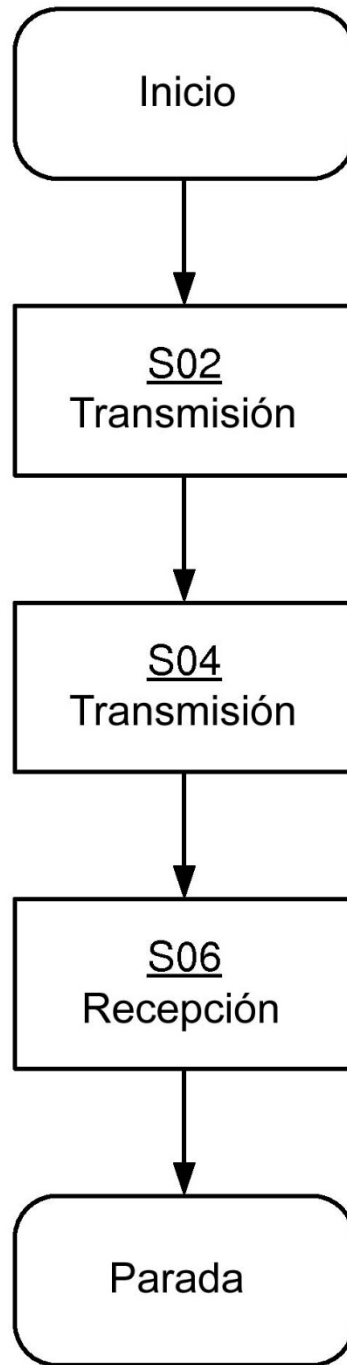 Inicio
S02
Transmisión
S04
Transmisión
S06
Recepción
Parada